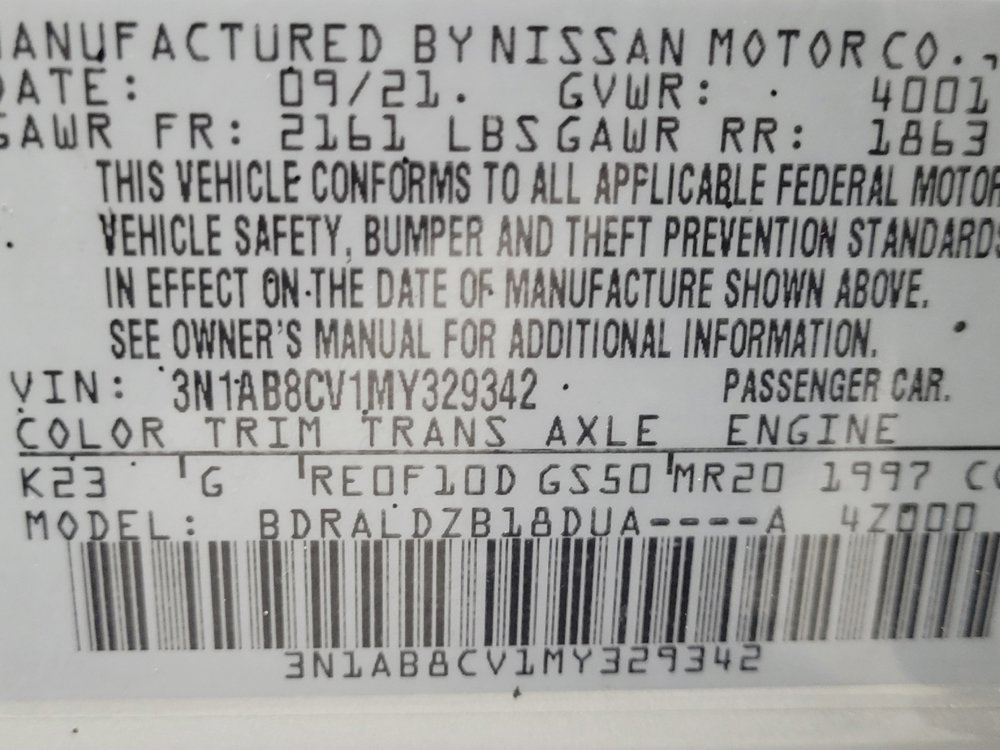 MANUFACTURED BY NISSAN MOTOR CO.,
DATE: 09/21. GVWR: 4001
GAWR FR: 2161 LBS GAWR RR: 1863
THIS VEHICLE CONFORMS TO ALL APPLICABLE FEDERAL MOTOR
VEHICLE SAFETY, BUMPER AND THEFT PREVENTION STANDARDS
IN EFFECT ON THE DATE OF MANUFACTURE SHOWN ABOVE.
SEE OWNER'S MANUAL FOR ADDITIONAL INFORMATION.
VIN: 3N1AB8CV1MY329342 PASSENGER CAR.
COLOR TRIM TRANS AXLE ENGINE
K23 G RE0F10D GS50 MR20 1997 CC
MODEL: BDRALDZB18DUA----A 4Z000
3N1AB8CV1MY329342